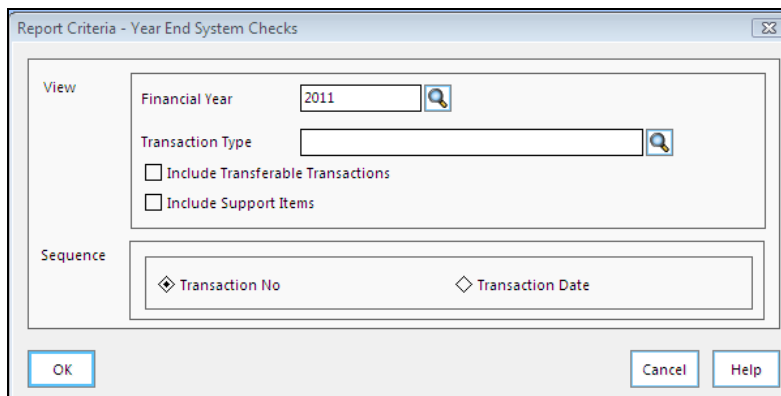 Report Criteria - Year End System Checks
View
Financial Year 2011
Transaction Type
Include Transferable Transactions
Include Support Items
Sequence
Transaction No Transaction Date
OK Cancel Help